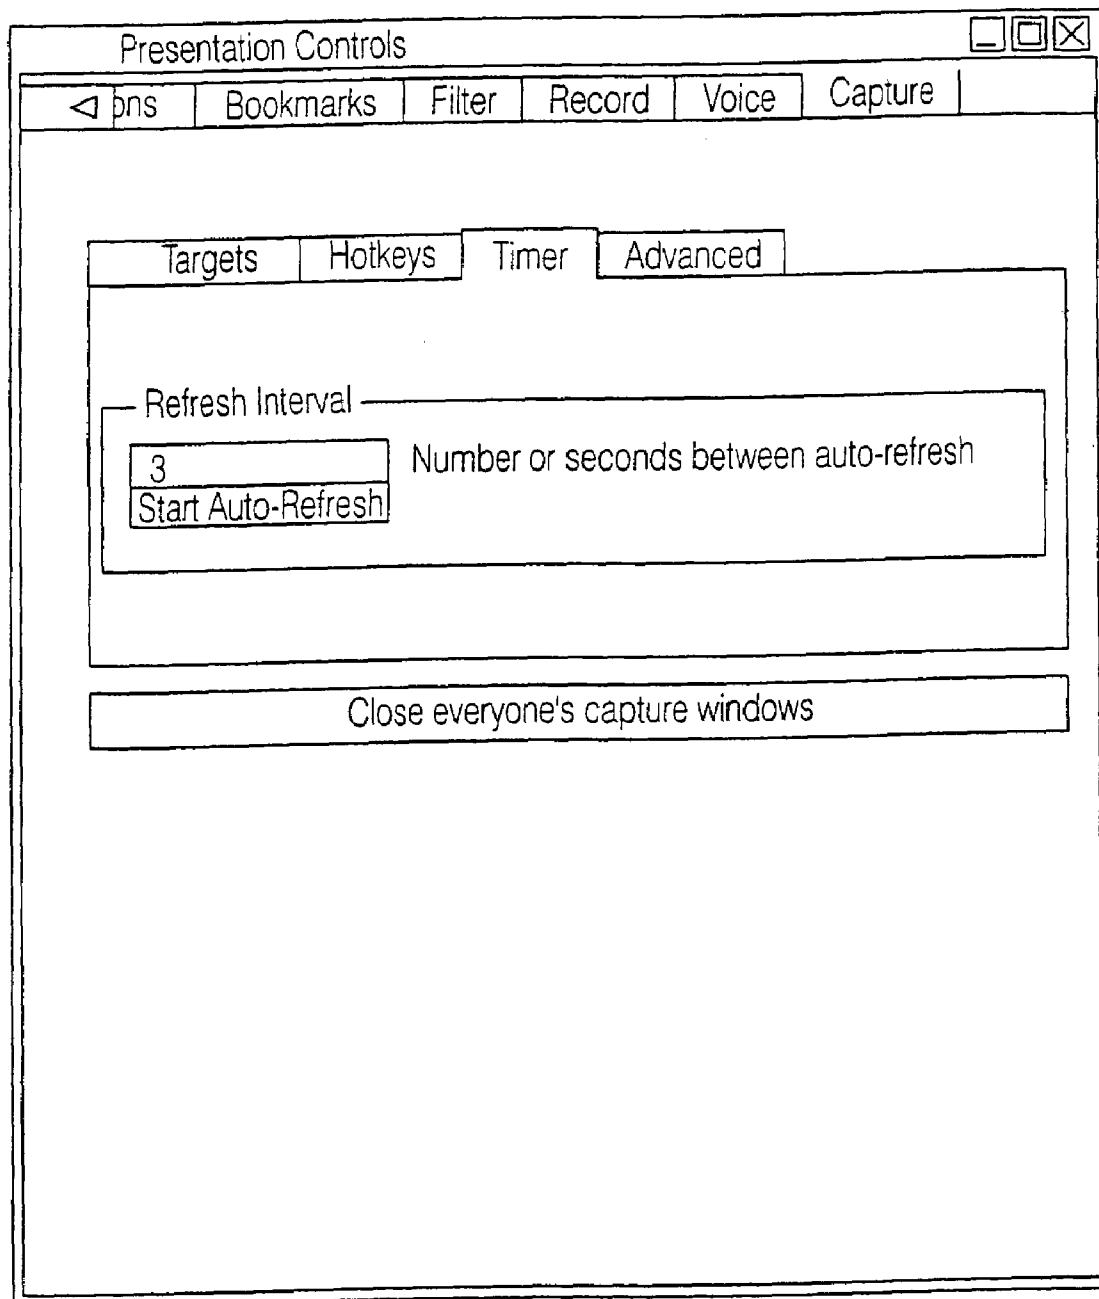 Presentation Controls
ons Bookmarks Filter Record Voice Capture
Targets Hotkeys Timer Advanced
Refresh Interval
3 Number or seconds between auto-refresh
Start Auto-Refresh
Close everyone's capture windows